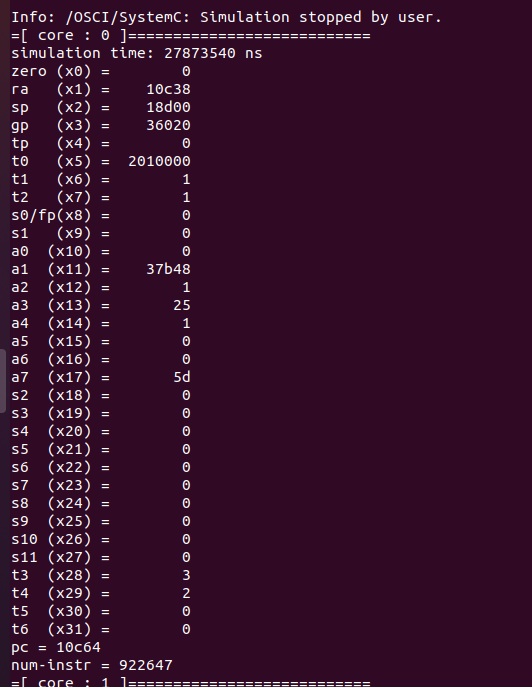 Info: /OSCI/SystemC: Simulation stopped by user.
=[ core : 0 ]===========================
simulation time: 27873540 ns
zero (x0) =        0
ra   (x1) =    10c38
sp   (x2) =    18d00
gp   (x3) =    36020
tp   (x4) =        0
t0   (x5) =  2010000
t1   (x6) =        1
t2   (x7) =        1
s0/fp(x8) =        0
s1   (x9) =        0
a0  (x10) =        0
a1  (x11) =    37b48
a2  (x12) =        1
a3  (x13) =       25
a4  (x14) =        1
a5  (x15) =        0
a6  (x16) =        0
a7  (x17) =       5d
s2  (x18) =        0
s3  (x19) =        0
s4  (x20) =        0
s5  (x21) =        0
s6  (x22) =        0
s7  (x23) =        0
s8  (x24) =        0
s9  (x25) =        0
s10 (x26) =        0
s11 (x27) =        0
t3  (x28) =        3
t4  (x29) =        2
t5  (x30) =        0
t6  (x31) =        0
pc = 10c64
num-instr = 922647
=[ core : 1 ]===========================